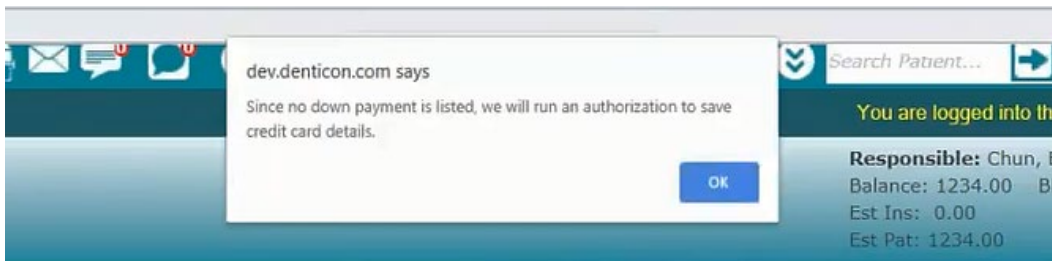 0
0
dev.denticon.com says
Since no down payment is listed, we will run an authorization to save
credit card details.
OK
Search Patient...
You are logged into th
Responsible: Chun,
Balance: 1234.00 B
Est Ins: 0.00
Est Pat: 1234.00